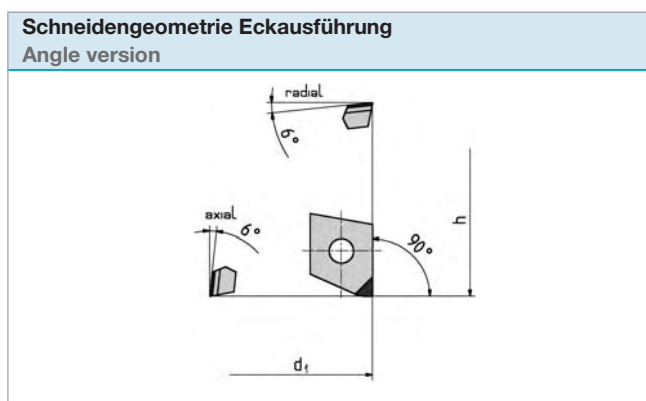 Schneidengeometrie Eckausführung
Angle version
radial
6°
axial
6°
90°
h
d₁